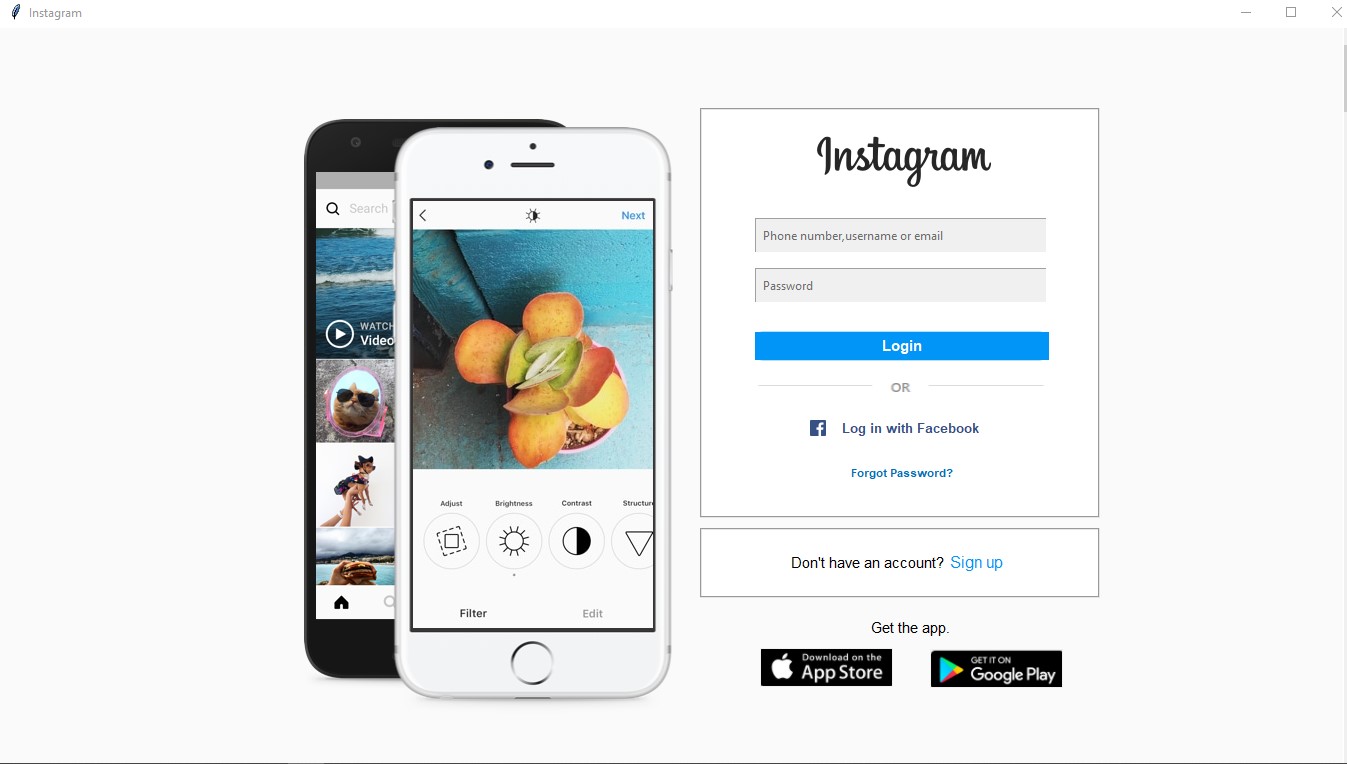 Instagram
Search
WATCH
Video
Next
Adjust
Brightness
Contrast
Structure
Filter
Edit
Instagram
Phone number,username or email
Password
Login
OR
Log in with Facebook
Forgot Password?
Don't have an account? Sign up
Get the app.
Download on the
App Store
GET IT ON
Google Play